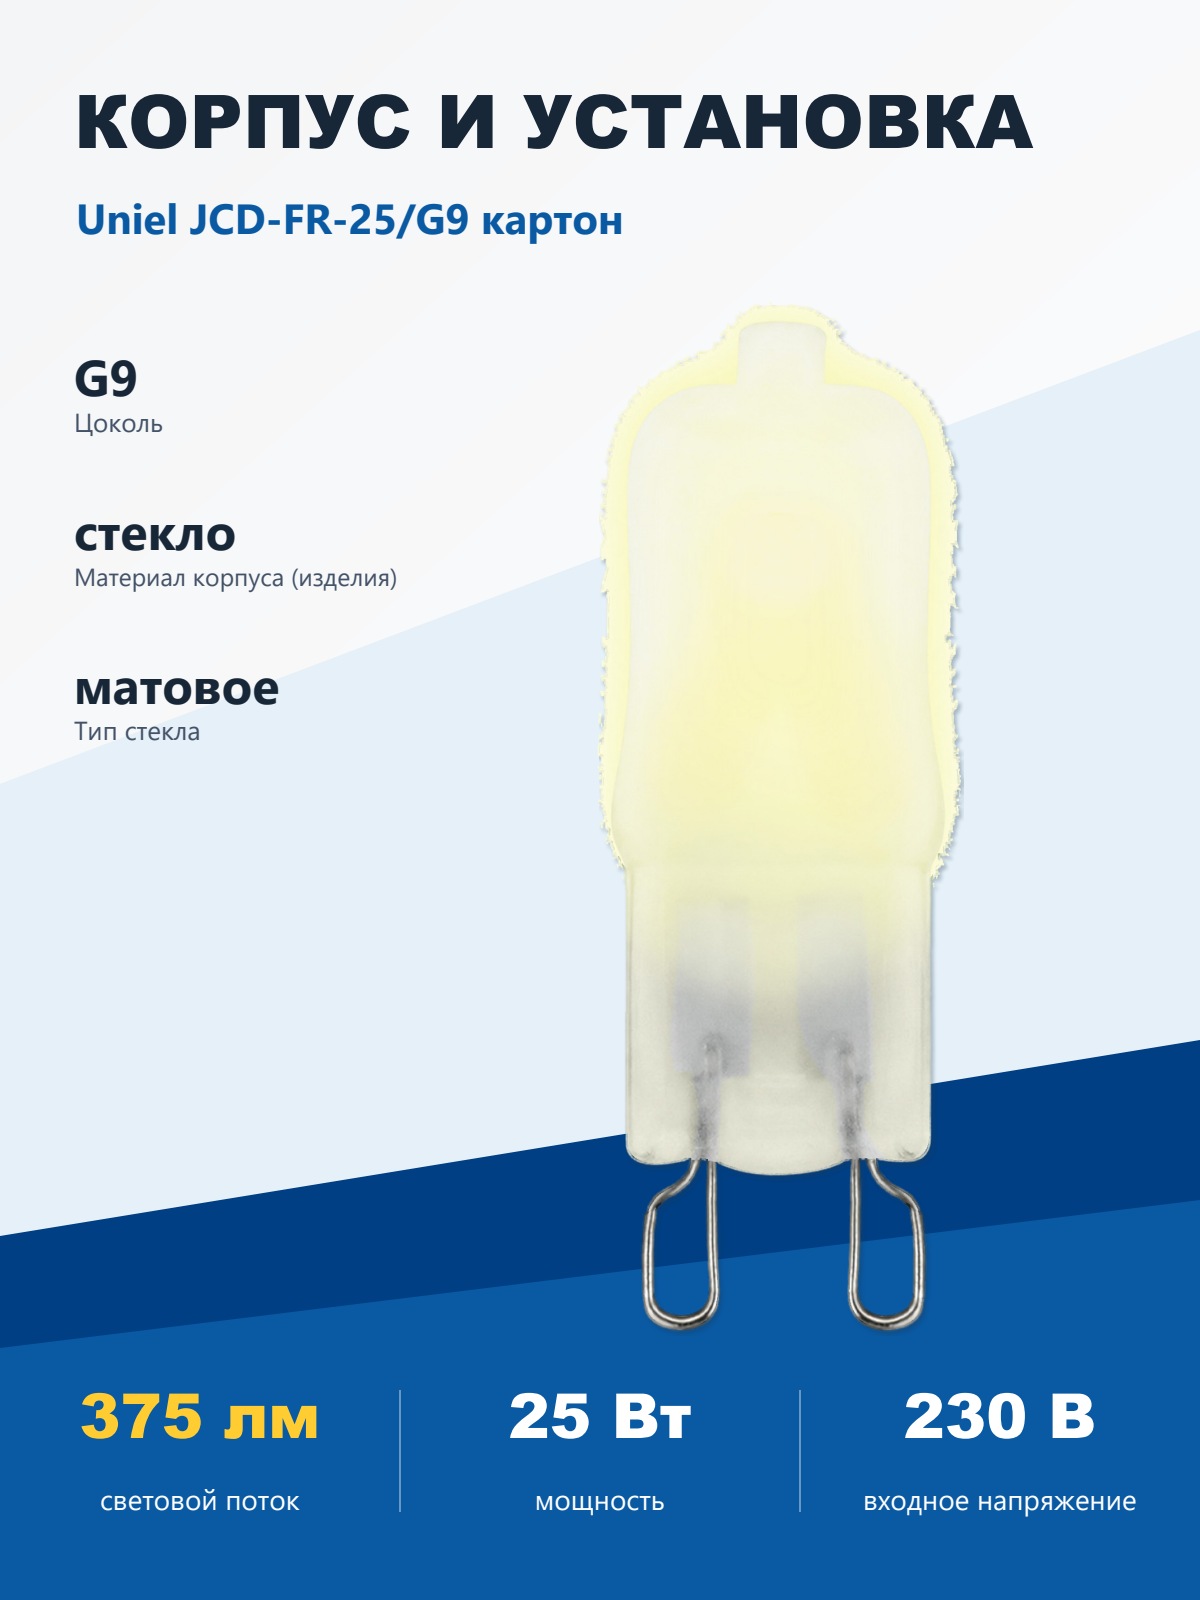 КОРПУС И УСТАНОВКА
Uniel JCD-FR-25/G9 картон
G9
Цоколь
стекло
Материал корпуса (изделия)
матовое
Тип стекла
375 лм
световой поток
25 Вт
мощность
230 В
входное напряжение